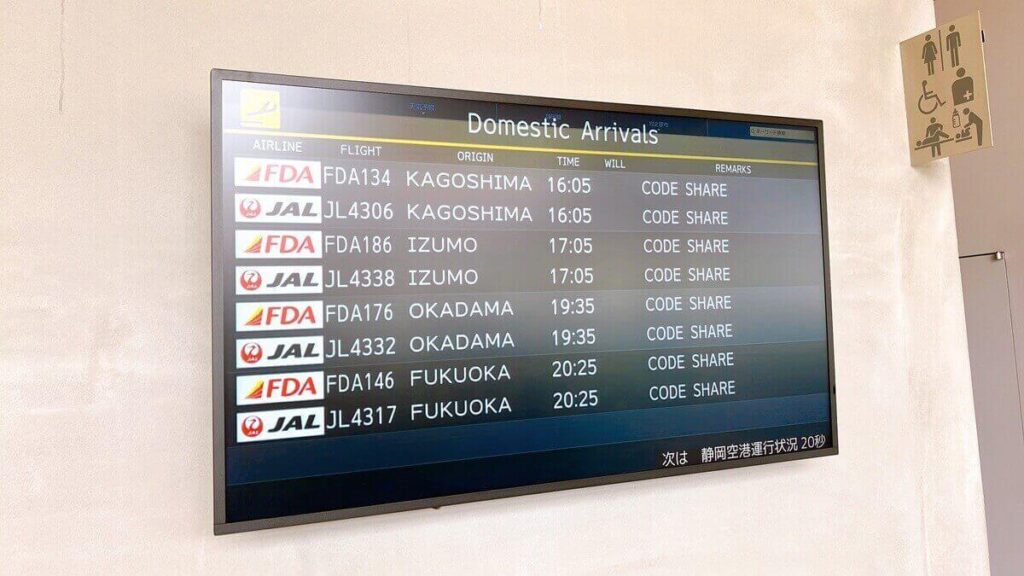 Domestic Arrivals
AIRLINE FLIGHT ORIGIN TIME WILL REMARKS
FDA FDA134 KAGOSHIMA 16:05 CODE SHARE
JAL JL4306 KAGOSHIMA 16:05 CODE SHARE
FDA FDA186 IZUMO 17:05 CODE SHARE
JAL JL4338 IZUMO 17:05 CODE SHARE
FDA FDA176 OKADAMA 19:35 CODE SHARE
JAL JL4332 OKADAMA 19:35 CODE SHARE
FDA FDA146 FUKUOKA 20:25 CODE SHARE
JAL JL4317 FUKUOKA 20:25 CODE SHARE
次は 静岡空港運行状況 20秒